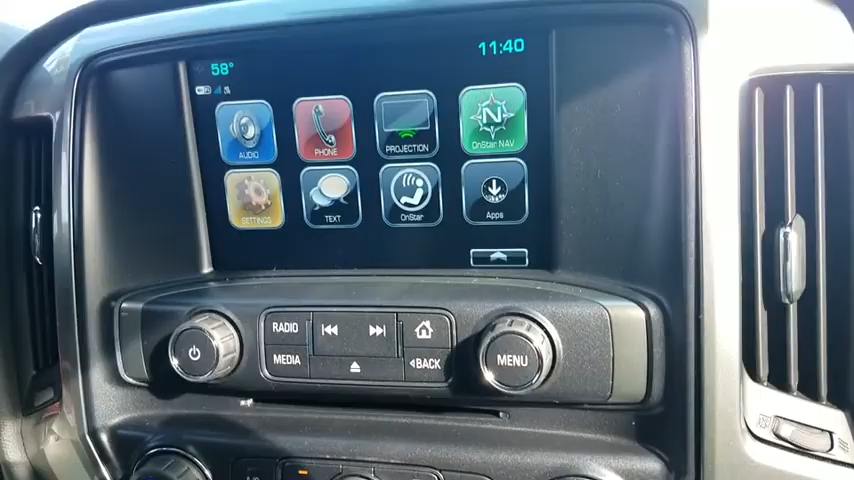 11:40
58°
AUDIO
PHONE
PROJECTION
N
OnStar NAV
SETTINGS
TEXT
OnStar
Apps
RADIO
MEDIA
BACK
MENU